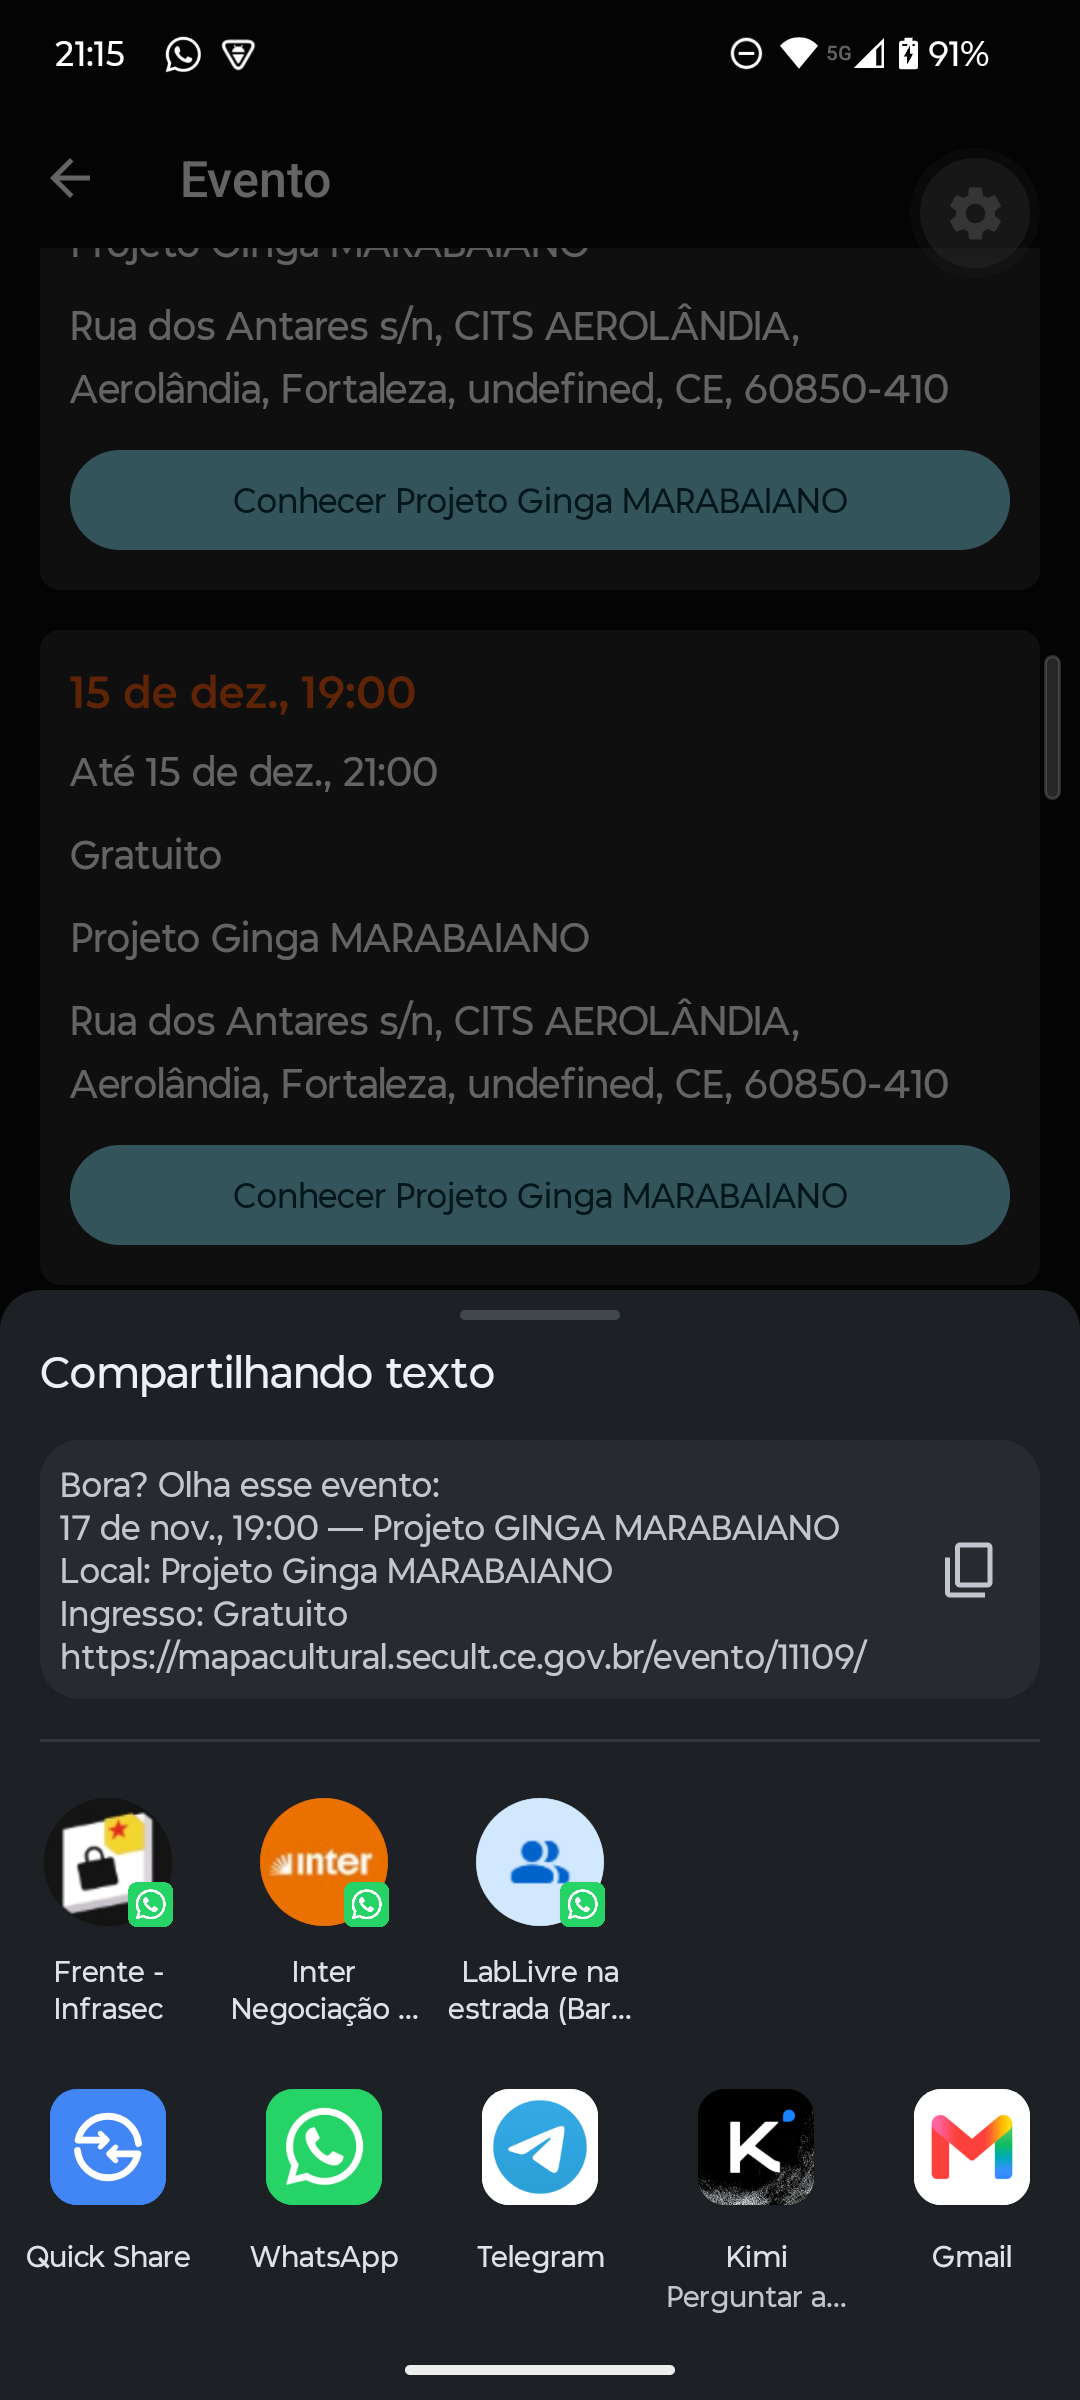 21:15
5G
91%
Evento
Projeto Ginga MARABAIANO
Rua dos Antares s/n, CITS AEROLÂNDIA,
Aerolândia, Fortaleza, undefined, CE, 60850-410
Conhecer Projeto Ginga MARABAIANO
15 de dez., 19:00
Até 15 de dez., 21:00
Gratuito
Projeto Ginga MARABAIANO
Rua dos Antares s/n, CITS AEROLÂNDIA,
Aerolândia, Fortaleza, undefined, CE, 60850-410
Conhecer Projeto Ginga MARABAIANO
Compartilhando texto
Bora? Olha esse evento:
17 de nov., 19:00 — Projeto GINGA MARABAIANO
Local: Projeto Ginga MARABAIANO
Ingresso: Gratuito
https://mapacultural.secult.ce.gov.br/evento/11109/
inter
Frente -
Infrasec
Inter
Negociação ...
LabLivre na
estrada (Bar...
K
Quick Share
WhatsApp
Telegram
Kimi
Perguntar a...
Gmail